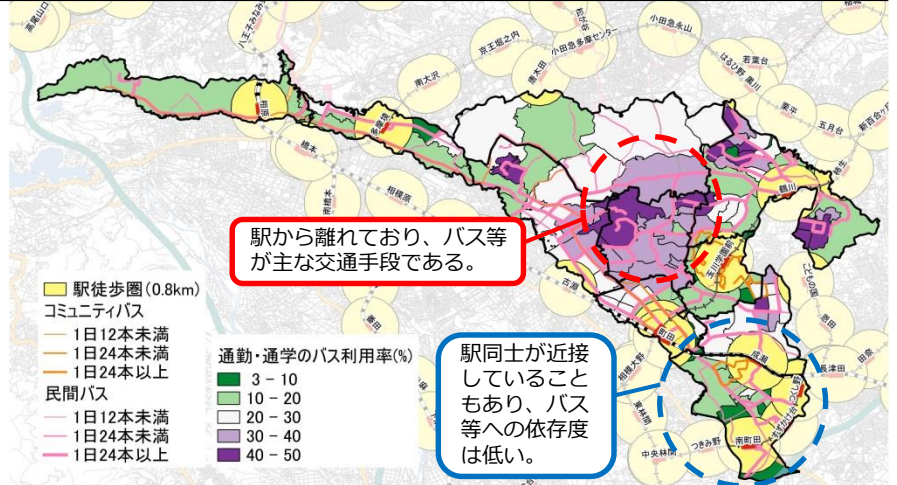 高尾山口
八王子みなみ野
京王堀之内
小田急多摩センター
小田急永山
若葉台
はるひ野
黒川
栗平
五月台
新百合ヶ丘
柿生
南大沢
唐木田
多摩境
相原
橋本
南橋本
相模原
鶴川
玉川学園前
こどもの国
恩田
田奈
長津田
古淵
町田
成瀬
つくし野
すずかけ台
南町田
つきみ野
中央林間
東林間
相模大野
番田
駅から離れており、バス等
が主な交通手段である。
駅同士が近接
していること
もあり、バス
等への依存度
は低い。
駅徒歩圏(0.8km)
コミュニティバス
1日12本未満
1日24本未満
1日24本以上
民間バス
1日12本未満
1日24本未満
1日24本以上
通勤・通学のバス利用率(%)
3 - 10
10 - 20
20 - 30
30 - 40
40 - 50